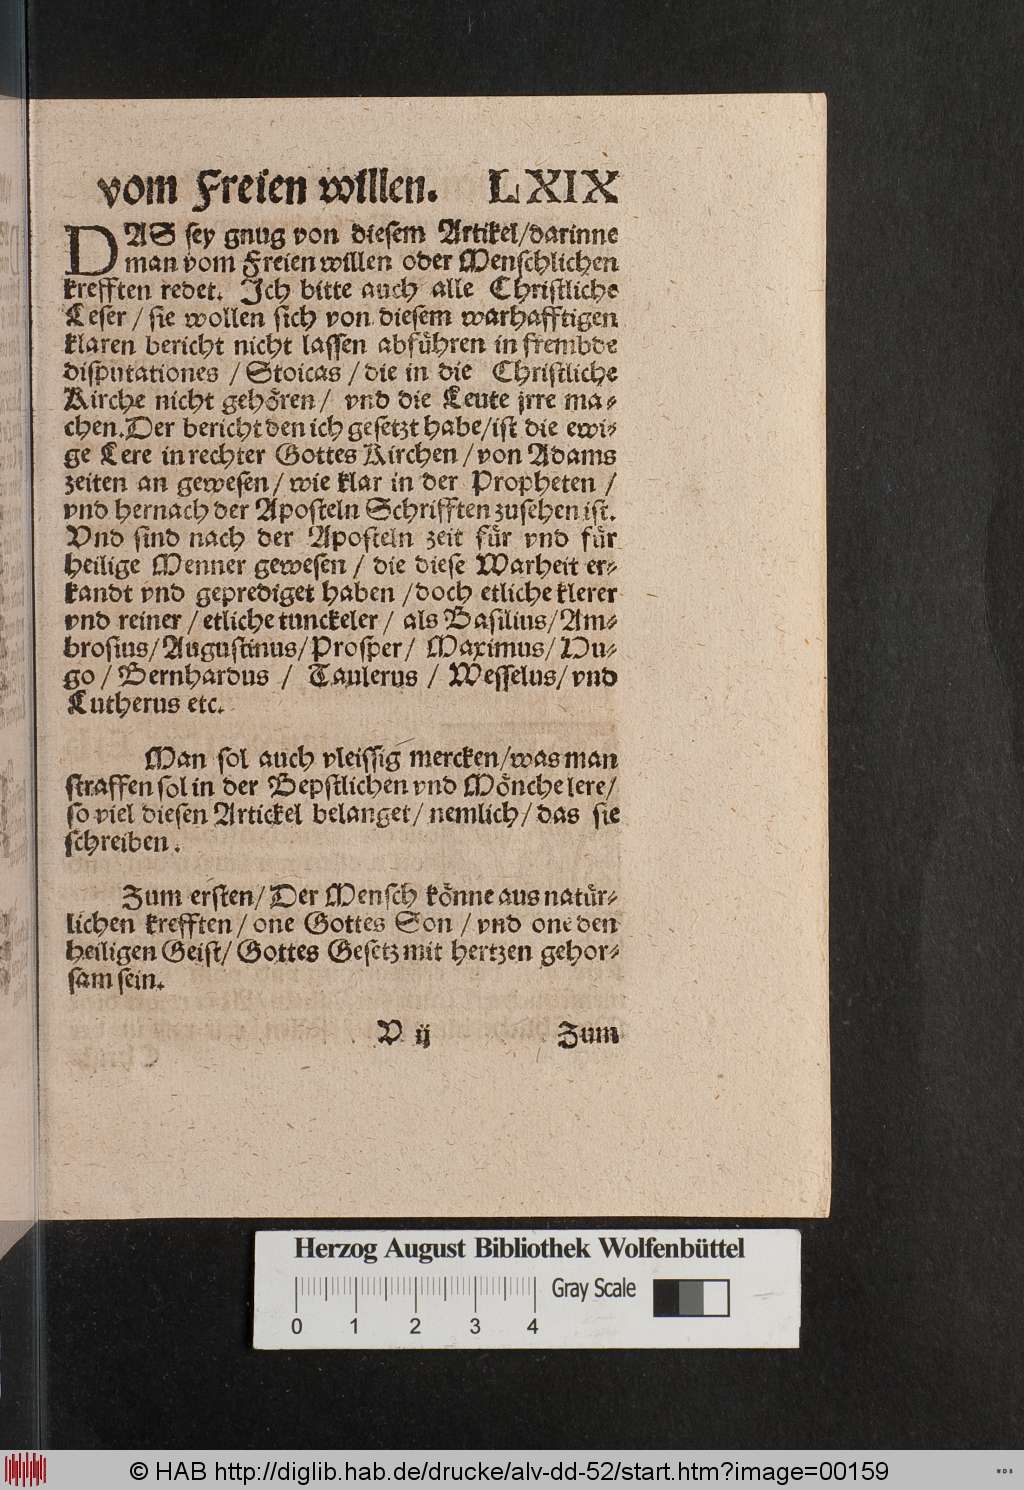 vom Freien willen. LXIX
DAS sey gnug von diesem Artikel/darinne
man vom Freien willen oder Menschlichen
krefften redet. Ich bitte auch alle Christliche
Leser/ sie wollen sich von diesem warhafftigen
klaren bericht nicht lassen abführen in frembde
disputationes / Stoicas / die in die Christliche
Kirche nicht gehören/ vnd die Leute jrre ma-
chen. Der bericht den ich gesetzt habe/ist die ewi-
ge Lere in rechter Gottes Kirchen/von Adams
zeiten an gewesen/ wie klar in der Propheten /
vnd hernach der Aposteln Schrifften zusehen ist.
Vnd sind nach der Aposteln zeit für vnd für
heilige Menner gewesen / die diese Warheit er-
kandt vnd geprediget haben /doch etliche klerer
vnd reiner / etliche tunckeler / als Basilius/ Am-
brosius/ Augustinus/ Prosper/ Maximus/ Hu-
go / Bernhardus / Taulerus / Wesselus/ vnd
Lutherus etc.
Man sol auch vleissig mercken/was man
straffen sol in der Bepstlichen vnd Mönche lere/
so viel diesen Artickel belanget/ nemlich/ das sie
schreiben.
Zum ersten/ Der Mensch könne aus natür-
lichen krefften/ one Gottes Son / vnd one den
heiligen Geist/ Gottes Gesetz mit hertzen gehor-
sam sein.
V ij Zum
Herzog August Bibliothek Wolfenbüttel
Gray Scale
0 1 2 3 4
© HAB http://diglib.hab.de/drucke/alv-dd-52/start.htm?image=00159